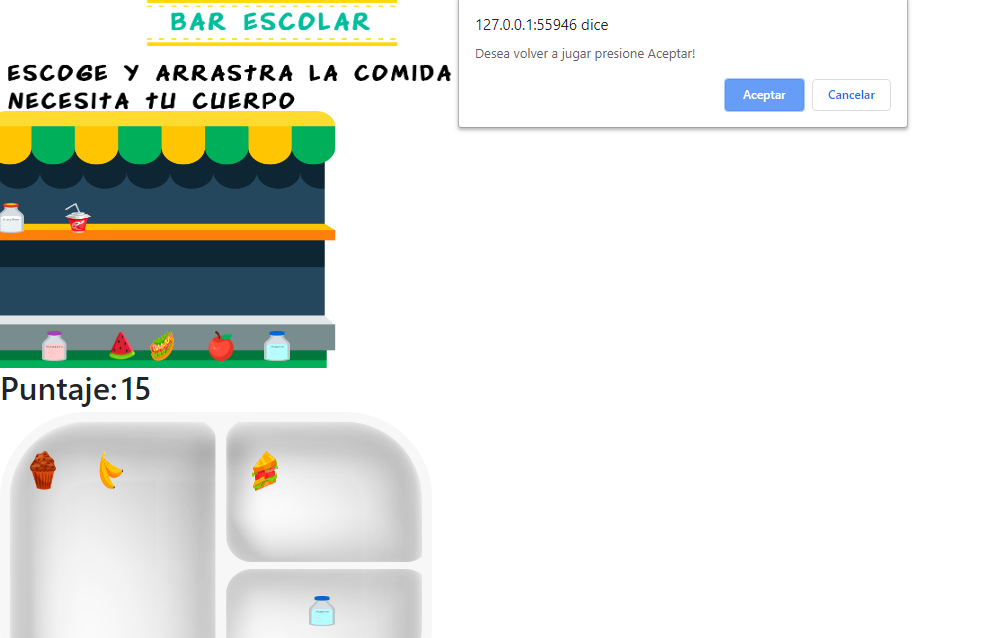 BAR ESCOLAR
127.0.0.1:55946 dice
Desea volver a jugar presione Aceptar!
Aceptar
Cancelar
ESCOGE Y ARRASTRA LA COMIDA
NECESITA TU CUERPO
Puntaje: 15